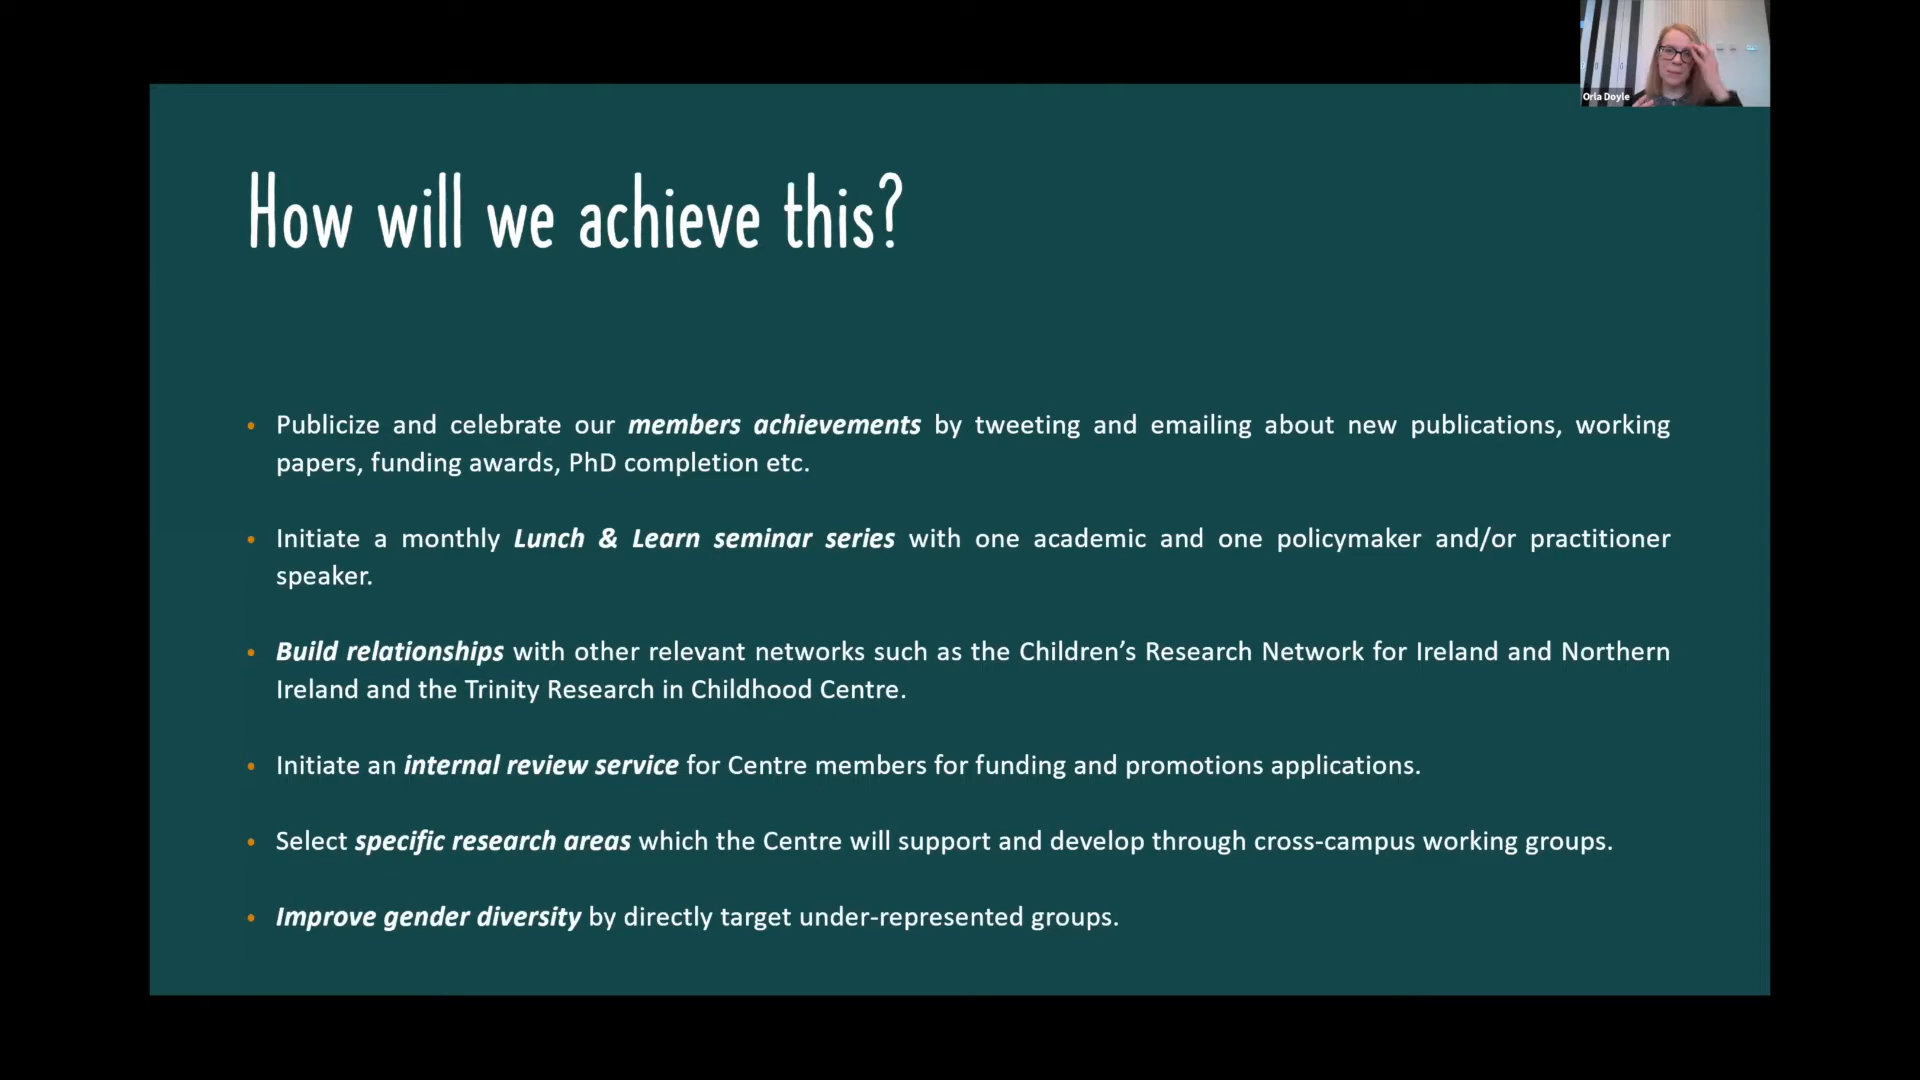 Orla Doyle
How will we achieve this?
• Publicize and celebrate our members achievements by tweeting and emailing about new publications, working
papers, funding awards, PhD completion etc.
• Initiate a monthly Lunch & Learn seminar series with one academic and one policymaker and/or practitioner
speaker.
• Build relationships with other relevant networks such as the Children’s Research Network for Ireland and Northern
Ireland and the Trinity Research in Childhood Centre.
• Initiate an internal review service for Centre members for funding and promotions applications.
• Select specific research areas which the Centre will support and develop through cross-campus working groups.
• Improve gender diversity by directly target under-represented groups.